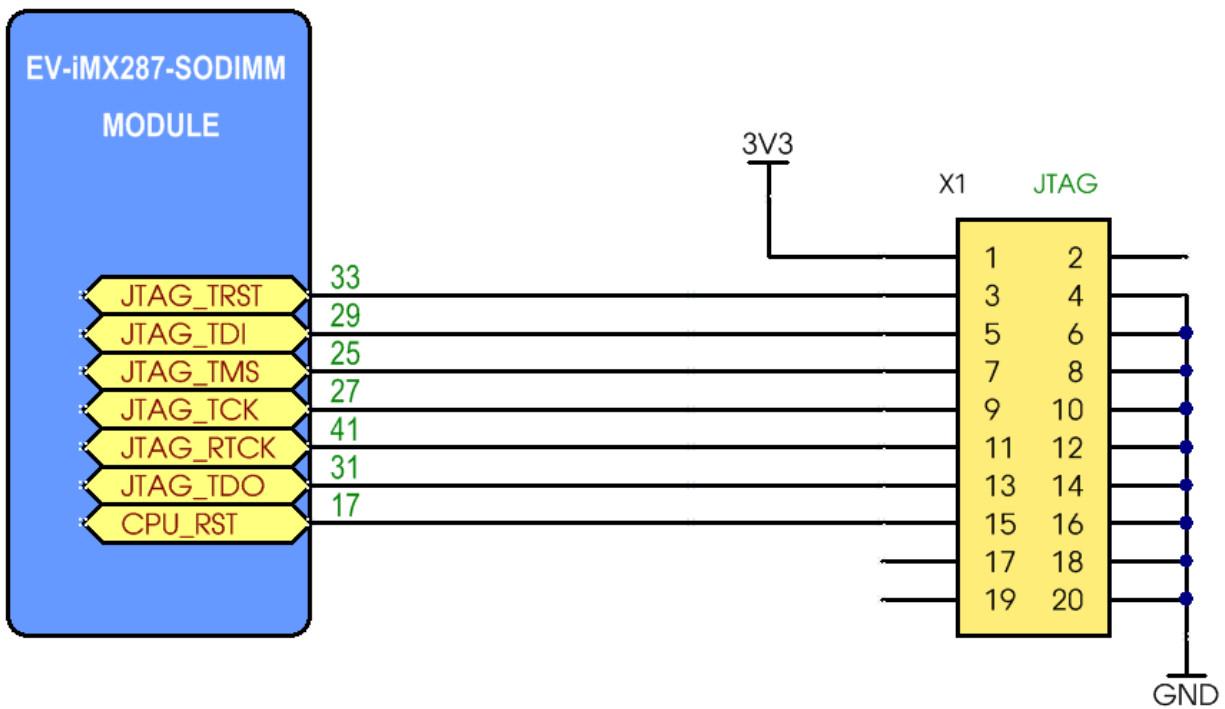 EV-iMX287-SODIMM
MODULE
3V3
X1 JTAG
1 2
JTAG_TRST 33 3 4
JTAG_TDI 29 5 6
JTAG_TMS 25 7 8
JTAG_TCK 27 9 10
JTAG_RTCK 41 11 12
JTAG_TDO 31 13 14
CPU_RST 17 15 16
17 18
19 20
GND